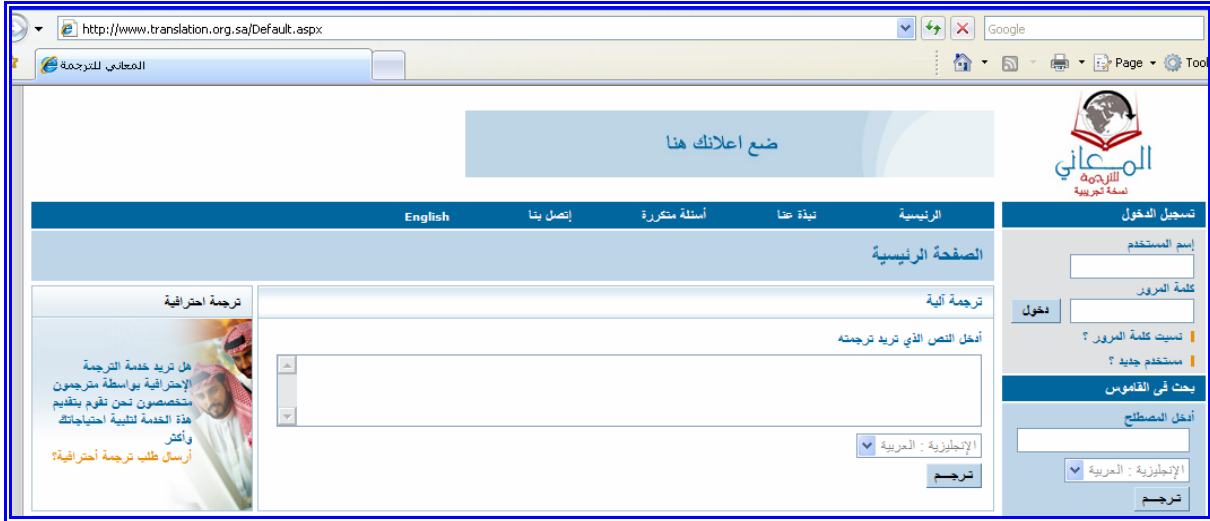 http://www.translation.org.sa/Default.aspx
Google
المعاني للترجمة
Page
Tool
ضع اعلانك هنا
المعاني
للترجمة
نسخة تجريبية
الرئيسية
نبذة عنا
أسئلة متكررة
إتصل بنا
English
تسجيل الدخول
إسم المستخدم
كلمة المرور
دخول
نسيت كلمة المرور ؟
مستخدم جديد ؟
بحث فى القاموس
أدخل المصطلح
الإنجليزية : العربية
ترجـــم
الصفحة الرئيسية
ترجمة آلية
أدخل النص الذي تريد ترجمته
الإنجليزية : العربية
ترجـــم
ترجمة احترافية
هل تريد خدمة الترجمة
الإحترافية بواسطة مترجمون
متخصصون نحن نقوم بتقديم
هذة الخدمة لتلبية احتياجاتك
وأكثر
أرسال طلب ترجمة أحترافية؟